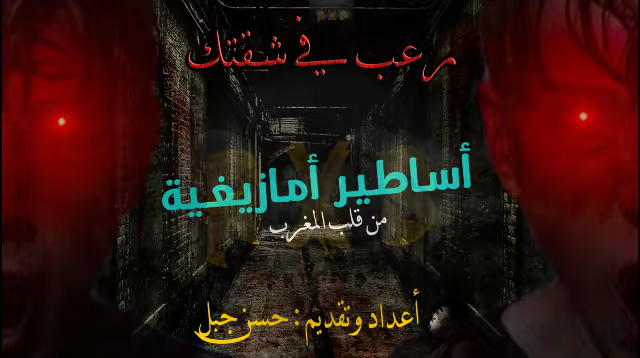 رعب في شقتك
أساطير أمازيغية
من قلب المغرب
أعداد وتقديم : حسن جبل